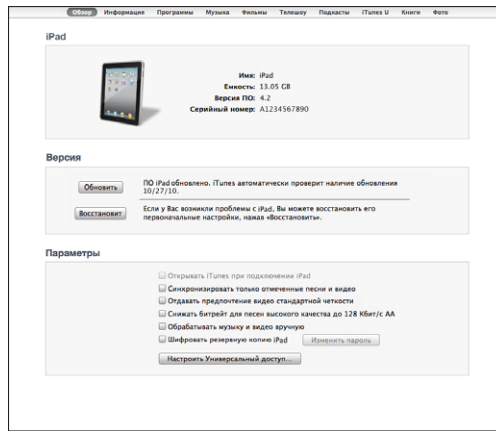 Обзор Информация Программы Музыка Фильмы Телешоу Подкасты iTunes U Книги Фото
iPad
Имя: iPad
Емкость: 13.05 GB
Версия ПО: 4.2
Серийный номер: A1234567890
Версия
Обновить
ПО iPad обновлено. iTunes автоматически проверит наличие обновления
10/27/10.
Восстановит
Если у Вас возникли проблемы с iPad, Вы можете восстановить его
первоначальные настройки, нажав «Восстановить».
Параметры
Открывать iTunes при подключении iPad
Синхронизировать только отмеченные песни и видео
Отдавать предпочтение видео стандартной четкости
Снижать битрейт для песен высокого качества до 128 Кбит/с AA
Обрабатывать музыку и видео вручную
Шифровать резервную копию iPad Изменить пароль
Настроить Универсальный доступ...